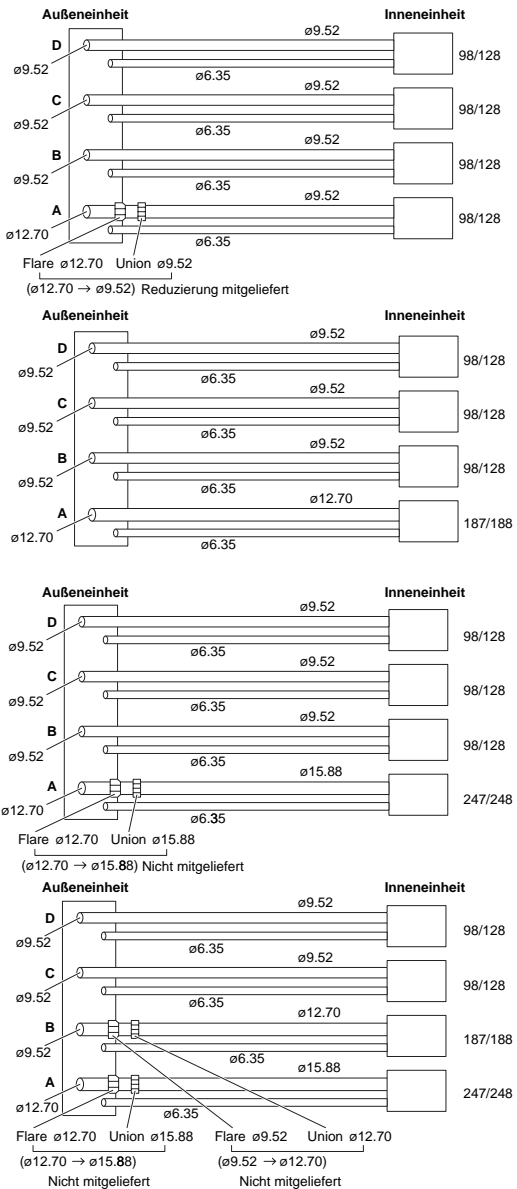 Außeneinheit Inneneinheit
D ø9.52
ø9.52 ø6.35 98/128
C ø9.52
ø9.52 ø6.35 98/128
B ø9.52
ø9.52 ø6.35 98/128
A ø9.52
ø12.70 ø6.35 98/128
Flare ø12.70 Union ø9.52
(ø12.70 → ø9.52) Reduzierung mitgeliefert
Außeneinheit Inneneinheit
D ø9.52
ø9.52 ø6.35 98/128
C ø9.52
ø9.52 ø6.35 98/128
B ø9.52
ø9.52 ø6.35 98/128
A ø12.70
ø12.70 ø6.35 187/188
Außeneinheit Inneneinheit
D ø9.52
ø9.52 ø6.35 98/128
C ø9.52
ø9.52 ø6.35 98/128
B ø9.52
ø9.52 ø6.35 98/128
A ø15.88
ø12.70 ø6.35 247/248
Flare ø12.70 Union ø15.88
(ø12.70 → ø15.88) Nicht mitgeliefert
Außeneinheit Inneneinheit
D ø9.52
ø9.52 ø6.35 98/128
C ø9.52
ø9.52 ø6.35 98/128
B ø12.70
ø9.52 ø6.35 187/188
A ø15.88
ø12.70 ø6.35 247/248
Flare ø12.70 Union ø15.88 Flare ø9.52 Union ø12.70
(ø12.70 → ø15.88) (ø9.52 → ø12.70)
Nicht mitgeliefert Nicht mitgeliefert